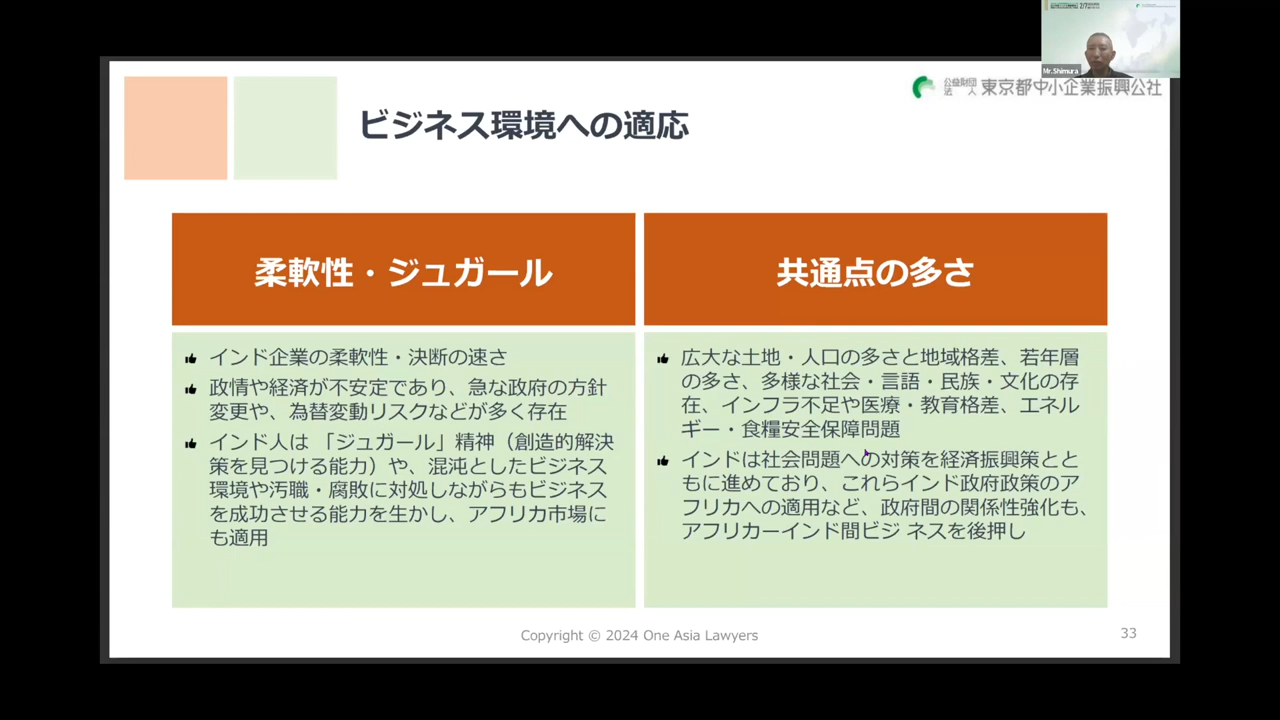 Mr.Shimura
公益財団法人 東京都中小企業振興公社
ビジネス環境への適応
柔軟性・ジュガール
インド企業の柔軟性・決断の速さ
政情や経済が不安定であり、急な政府の方針
変更や、為替変動リスクなどが多く存在
インド人は 「ジュガール」精神（創造的解決
策を見つける能力）や、混沌としたビジネス
環境や汚職・腐敗に対処しながらもビジネス
を成功させる能力を生かし、アフリカ市場に
も適用
共通点の多さ
広大な土地・人口の多さと地域格差、若年層
の多さ、多様な社会・言語・民族・文化の存
在、インフラ不足や医療・教育格差、エネル
ギー・食糧安全保障問題
インドは社会問題への対策を経済振興策とと
もに進めており、これらインド政府政策のア
フリカへの適用など、政府間の関係性強化も、
アフリカーインド間ビジ ネスを後押し
Copyright © 2024 One Asia Lawyers
33